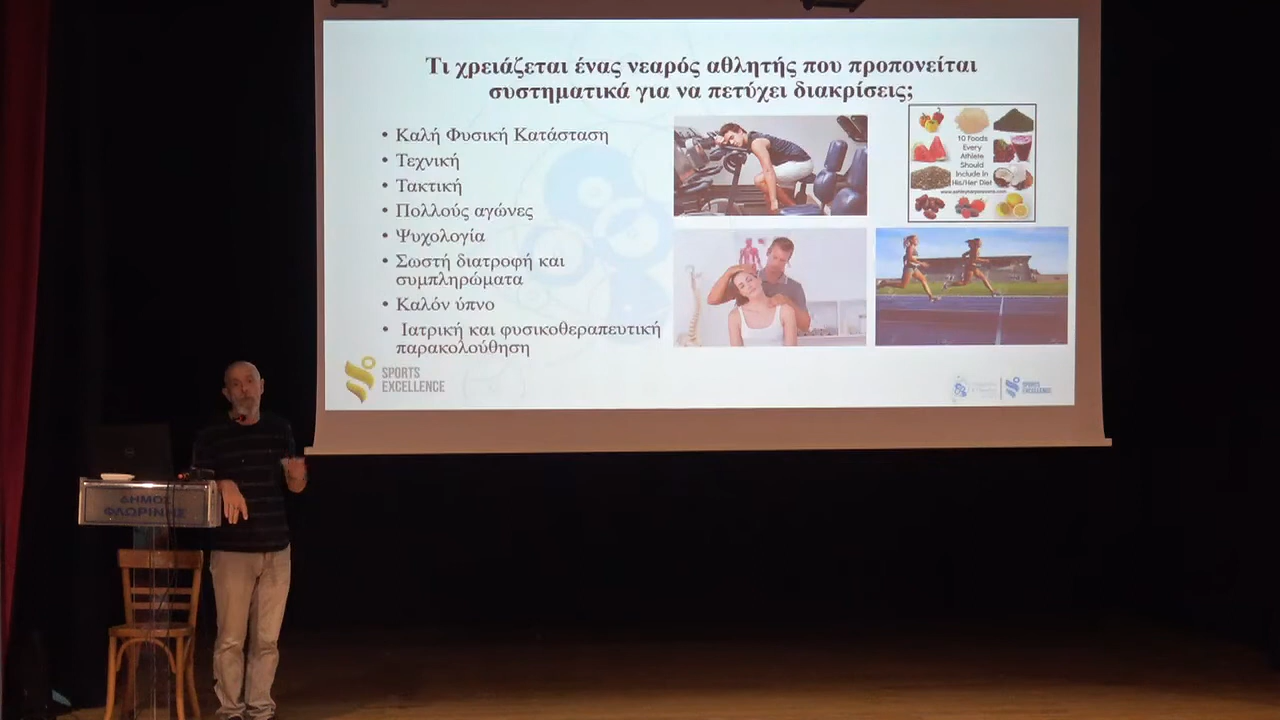 Τι χρειάζεται ένας νεαρός αθλητής που προπονείται
συστηματικά για να πετύχει διακρίσεις;
• Καλή Φυσική Κατάσταση
• Τεχνική
• Τακτική
• Πολλούς αγώνες
• Ψυχολογία
• Σωστή διατροφή και
συμπληρώματα
• Καλόν ύπνο
• Ιατρική και φυσικοθεραπευτική
παρακολούθηση
10 Foods
Every
Athlete
Should
Include In
His/Her Diet
SPORTS
EXCELLENCE
SPORTS
EXCELLENCE
ΔΗΜΟΣ
ΦΛΩΡΙΝΗΣ